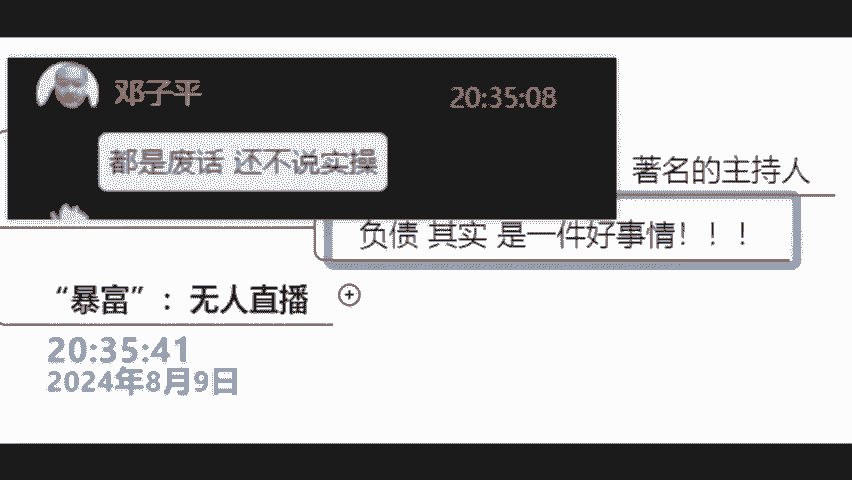 邓子平 20:35:08
都是废话 还不说实操
著名的主持人
负债 其实 是一件好事情！！！
“暴富”：无人直播
20:35:41
2024年8月9日